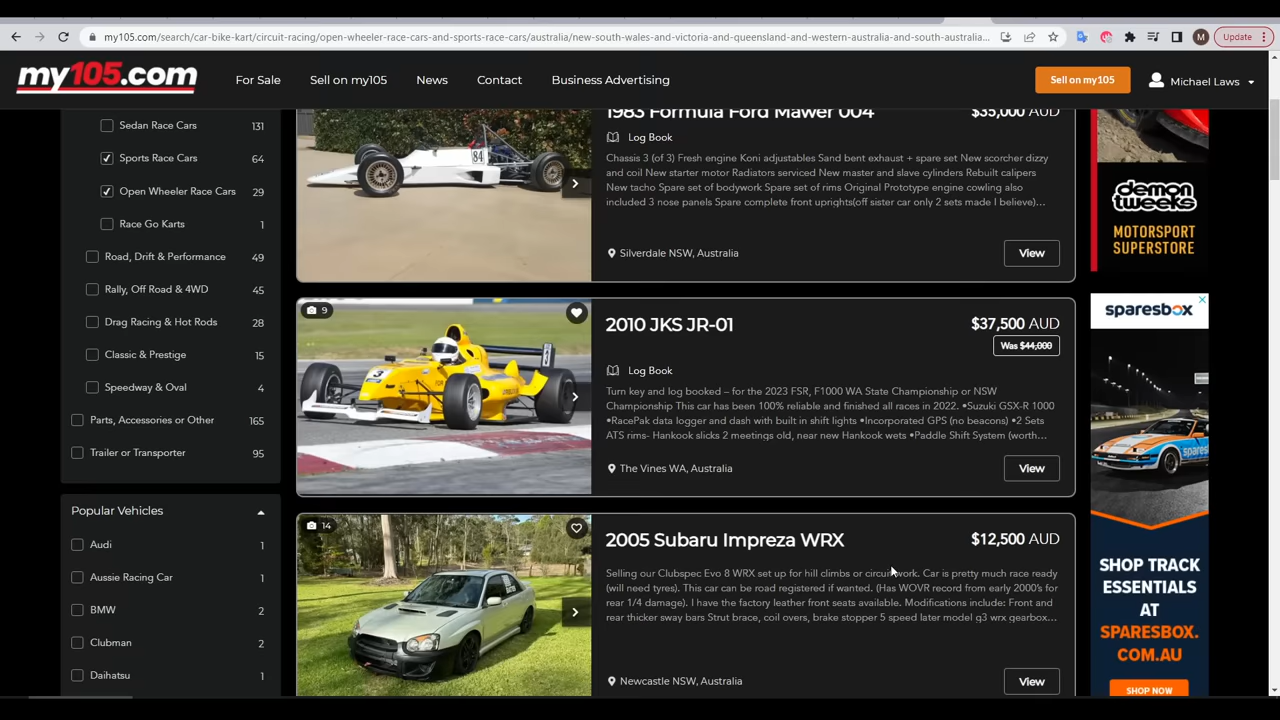 Update
my105.com/search/car-bike-kart/circuit-racing/open-wheeler-race-cars-and-sports-race-cars/australia/new-south-wales-and-victoria-and-queensland-and-western-australia-and-south-australia...
M
my105.com
For Sale
Sell on my105
News
Contact
Business Advertising
Sell on my105
Michael Laws
Sedan Race Cars 131
Sports Race Cars 64
Open Wheeler Race Cars 29
Race Go Karts 1
Road, Drift & Performance 49
Rally, Off Road & 4WD 45
Drag Racing & Hot Rods 28
Classic & Prestige 15
Speedway & Oval 4
Parts, Accessories or Other 165
Trailer or Transporter 95
Popular Vehicles
Audi 1
Aussie Racing Car 1
BMW 2
Clubman 2
Daihatsu 1
84
1983 Formula Ford Mawer 004
$35,000 AUD
Log Book
Chassis 3 (of 3) Fresh engine Koni adjustables Sand bent exhaust + spare set New scorcher dizzy
and coil New starter motor Radiators serviced New master and slave cylinders Rebuilt calipers
New tacho Spare set of bodywork Spare set of rims Original Prototype engine cowling also
included 3 nose panels Spare complete front uprights(off sister car only 2 sets made I believe)...
Silverdale NSW, Australia
View
9
3
2010 JKS JR-01
$37,500 AUD
Was $44,000
Log Book
Turn key and log booked – for the 2023 FSR, F1000 WA State Championship or NSW
Championship This car has been 100% reliable and finished all races in 2022. •Suzuki GSX-R 1000
•RacePak data logger and dash with built in shift lights •Incorporated GPS (no beacons) •2 Sets
ATS rims- Hankook slicks 2 meetings old, near new Hankook wets •Paddle Shift System (worth...
The Vines WA, Australia
View
14
2005 Subaru Impreza WRX
$12,500 AUD
Selling our Clubspec Evo 8 WRX set up for hill climbs or circuit work. Car is pretty much race ready
(will need tyres). This car can be road registered if wanted. (Has WOVR record from early 2000's for
rear 1/4 damage). I have the factory leather front seats available. Modifications include: Front and
rear thicker sway bars Strut brace, coil overs, brake stopper 5 speed later model g3 wrx gearbox...
Newcastle NSW, Australia
View
demon
tweeks
MOTORSPORT
SUPERSTORE
sparesbox
SHOP TRACK
ESSENTIALS
AT
SPARESBOX.
COM.AU
SHOP NOW